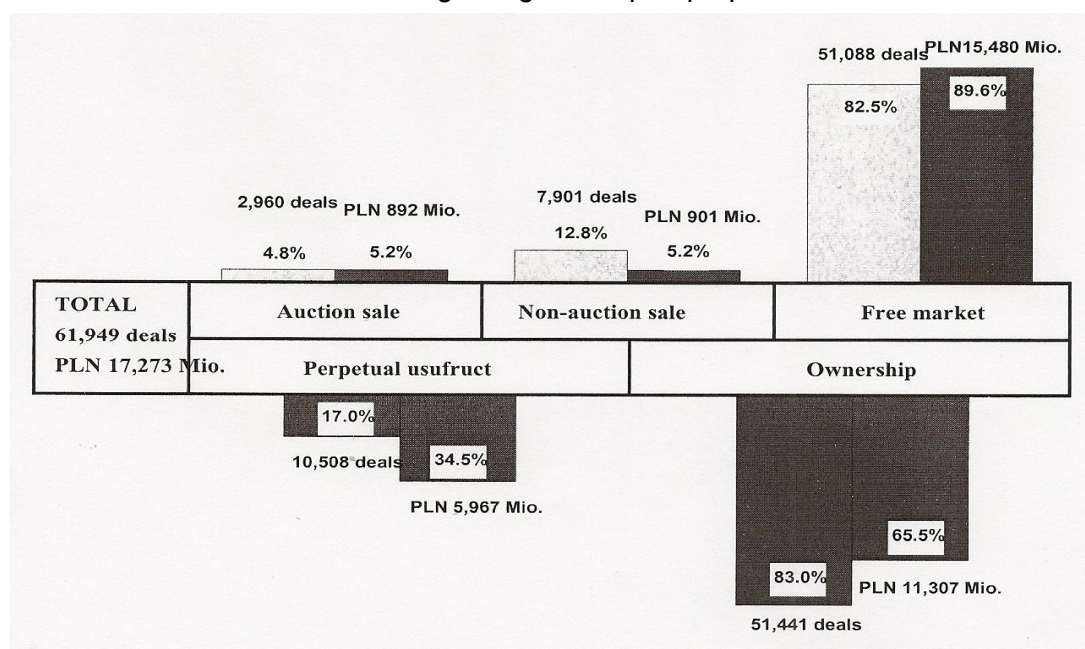 51,088 deals PLN15,480 Mio.
82.5% 89.6%
2,960 deals PLN 892 Mio.
7,901 deals PLN 901 Mio.
4.8% 5.2%
12.8% 5.2%
TOTAL
61,949 deals
PLN 17,273 Mio.
Auction sale Non-auction sale Free market
Perpetual usufruct Ownership
17.0%
10,508 deals 34.5%
PLN 5,967 Mio.
65.5%
83.0% PLN 11,307 Mio.
51,441 deals